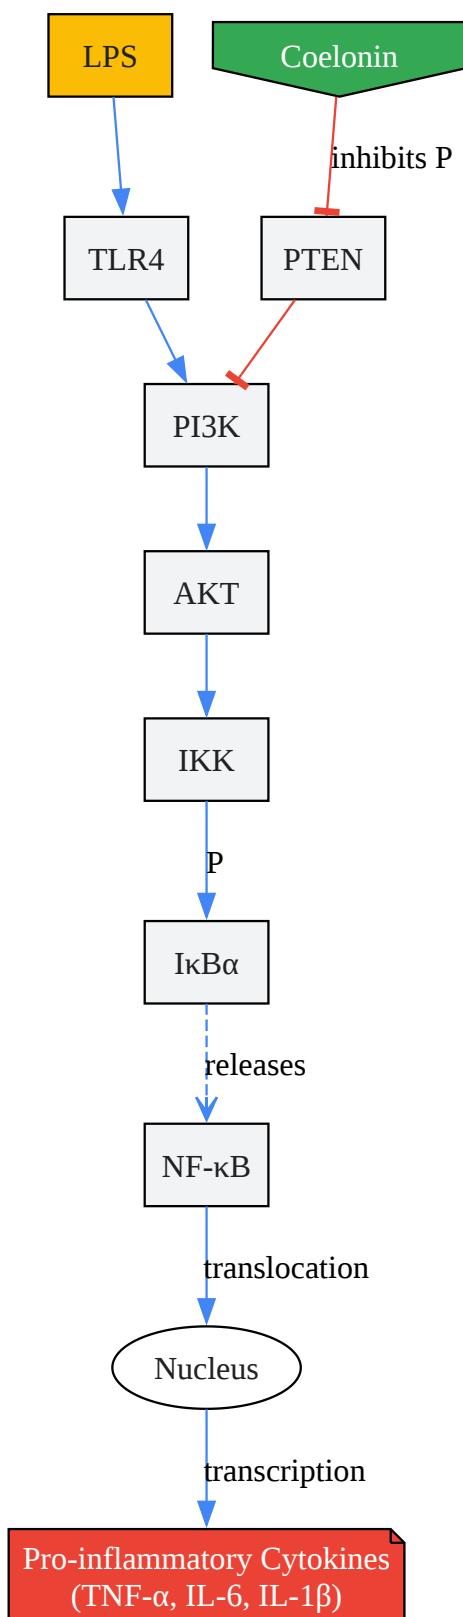 LPS
Coelonin
inhibits P
TLR4
PTEN
PI3K
AKT
IKK
P
IκBα
releases
NF-κB
translocation
Nucleus
transcription
Pro-inflammatory Cytokines
(TNF-α, IL-6, IL-1β)